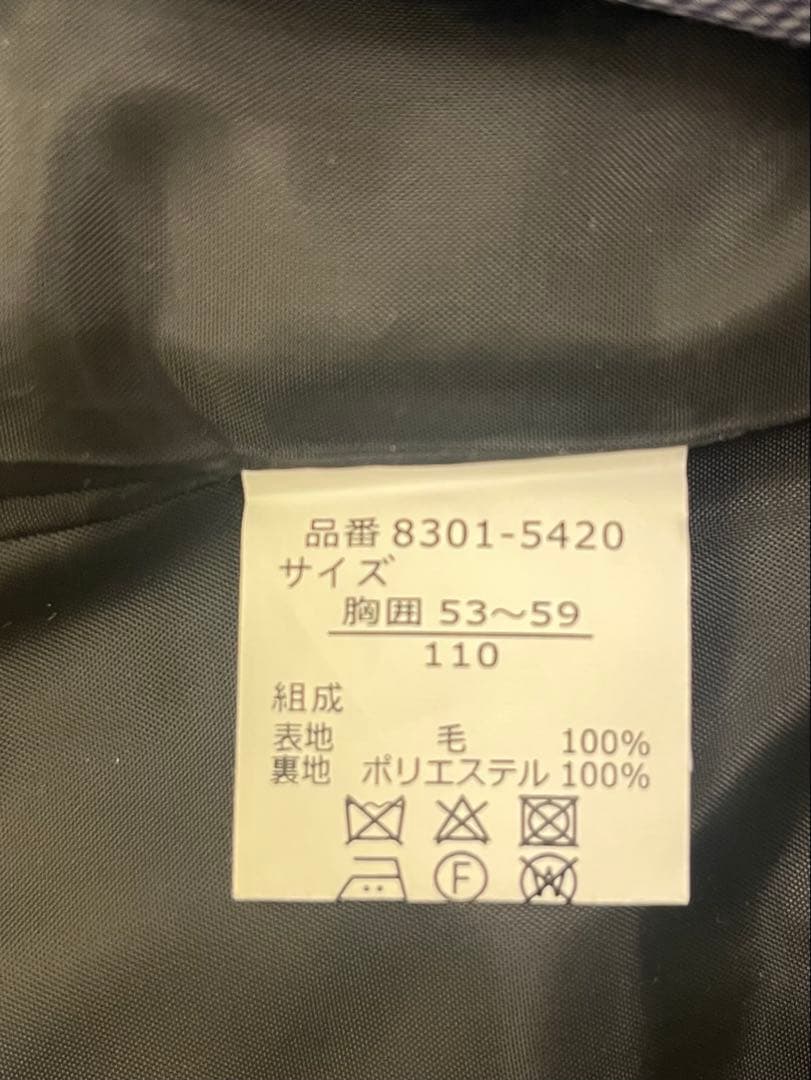 品番 8301-5420
サイズ
胸囲 53～59
110
組成
表地 毛 100%
裏地 ポリエステル 100%
F
W